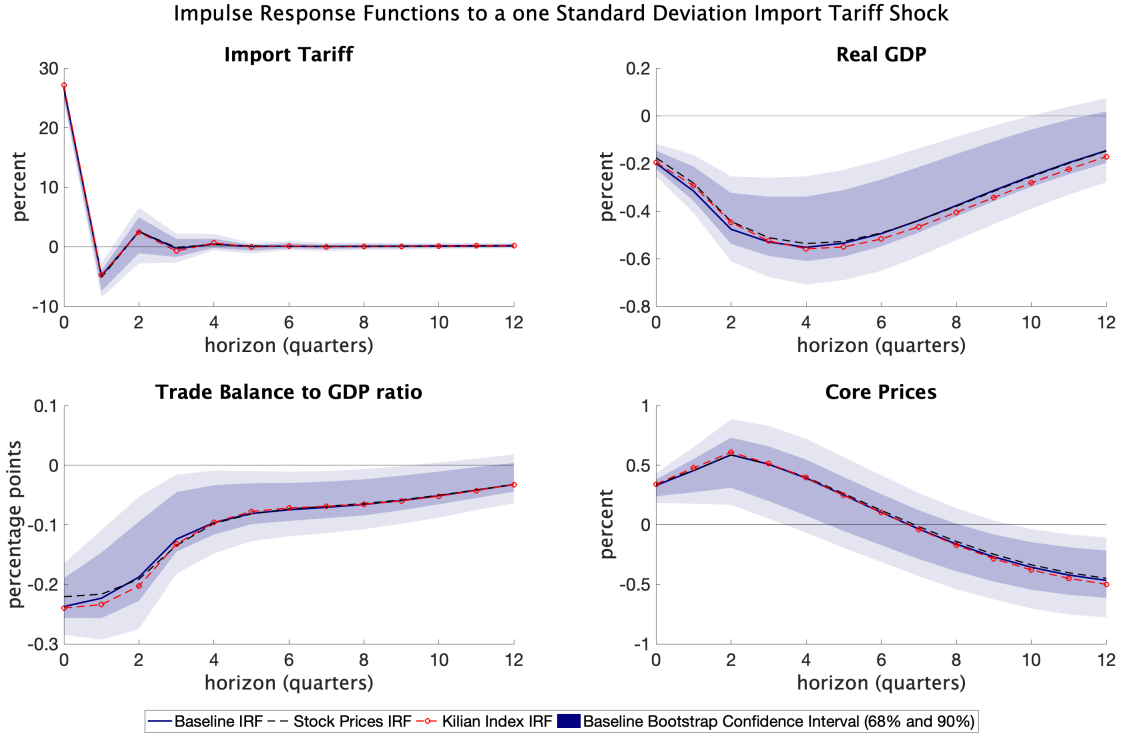 Impulse Response Functions to a one Standard Deviation Import Tariff Shock
Import Tariff
30
20
10
0
-10
percent
0 2 4 6 8 10 12
horizon (quarters)
Real GDP
0.2
0
-0.2
-0.4
-0.6
-0.8
percent
0 2 4 6 8 10 12
horizon (quarters)
Trade Balance to GDP ratio
0.1
0
-0.1
-0.2
-0.3
percentage points
0 2 4 6 8 10 12
horizon (quarters)
Core Prices
1
0.5
0
-0.5
-1
percent
0 2 4 6 8 10 12
horizon (quarters)
Baseline IRF Stock Prices IRF Kilian Index IRF Baseline Bootstrap Confidence Interval (68% and 90%)